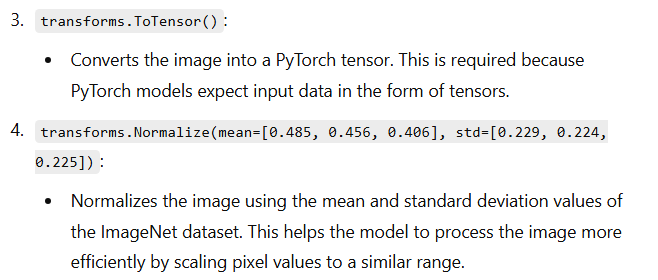 3. transforms.ToTensor() :
• Converts the image into a PyTorch tensor. This is required because
PyTorch models expect input data in the form of tensors.
4. transforms.Normalize(mean=[0.485, 0.456, 0.406], std=[0.229, 0.224,
0.225]) :
• Normalizes the image using the mean and standard deviation values of
the ImageNet dataset. This helps the model to process the image more
efficiently by scaling pixel values to a similar range.